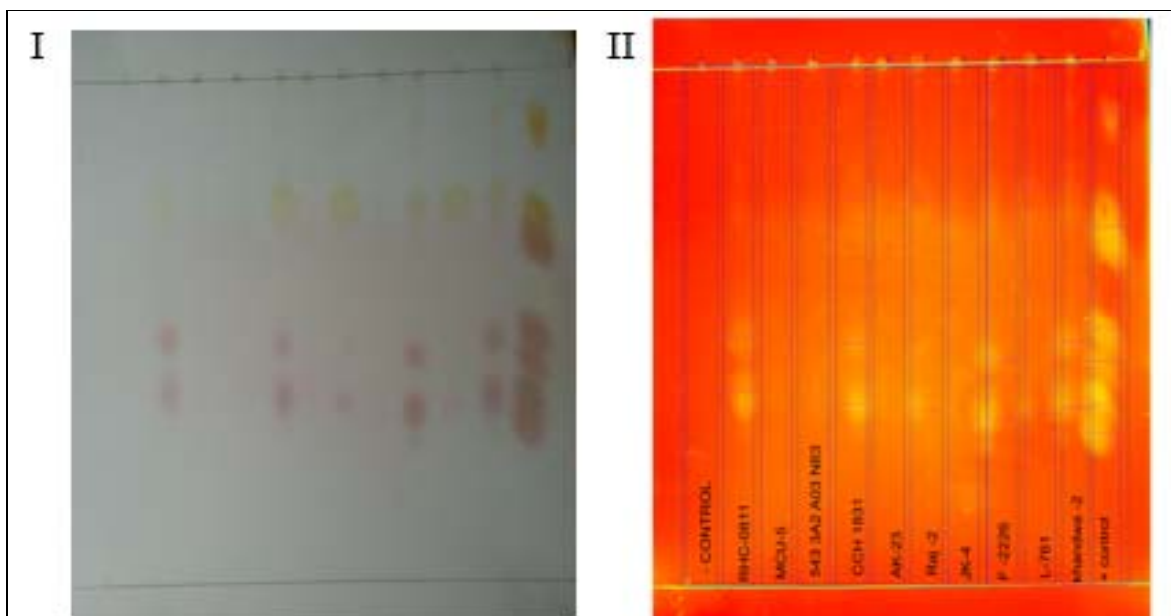 I
II
CONTROL
RHC-0811
MCU-5
543 3A2 A03 N83
CCH 1831
AK-23
Raj -2
JK-4
F -2226
L-761
khandwa -2
+ control